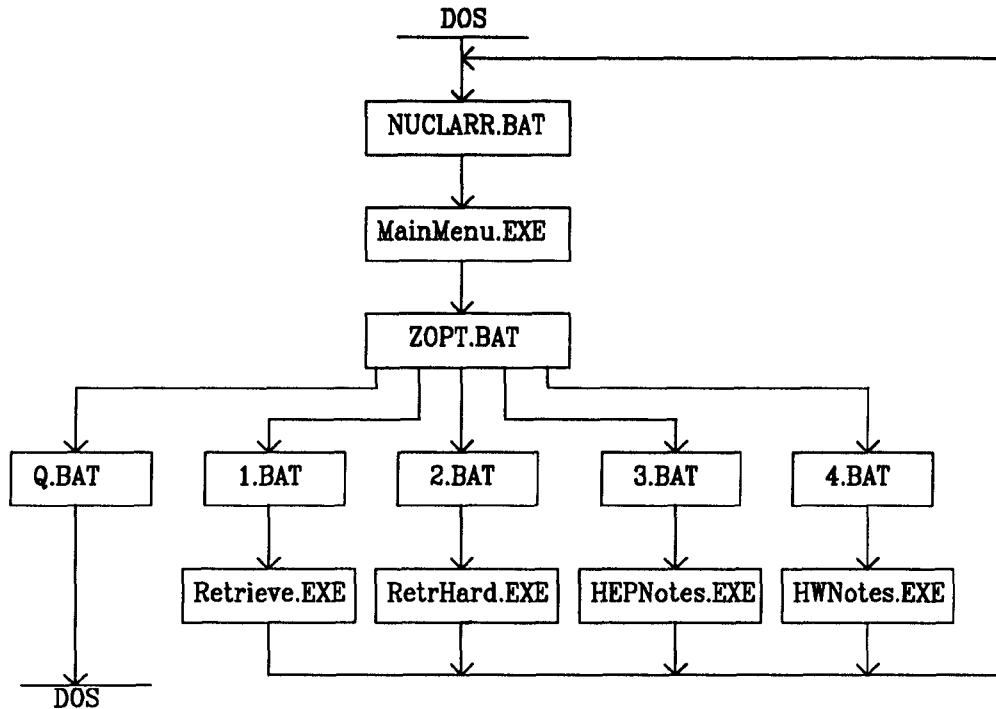 DOS
NUCLARR.BAT
MainMenu.EXE
ZOPT.BAT
Q.BAT
1.BAT
2.BAT
3.BAT
4.BAT
Retrieve.EXE
RetrHard.EXE
HEPNotes.EXE
HWNotes.EXE
DOS